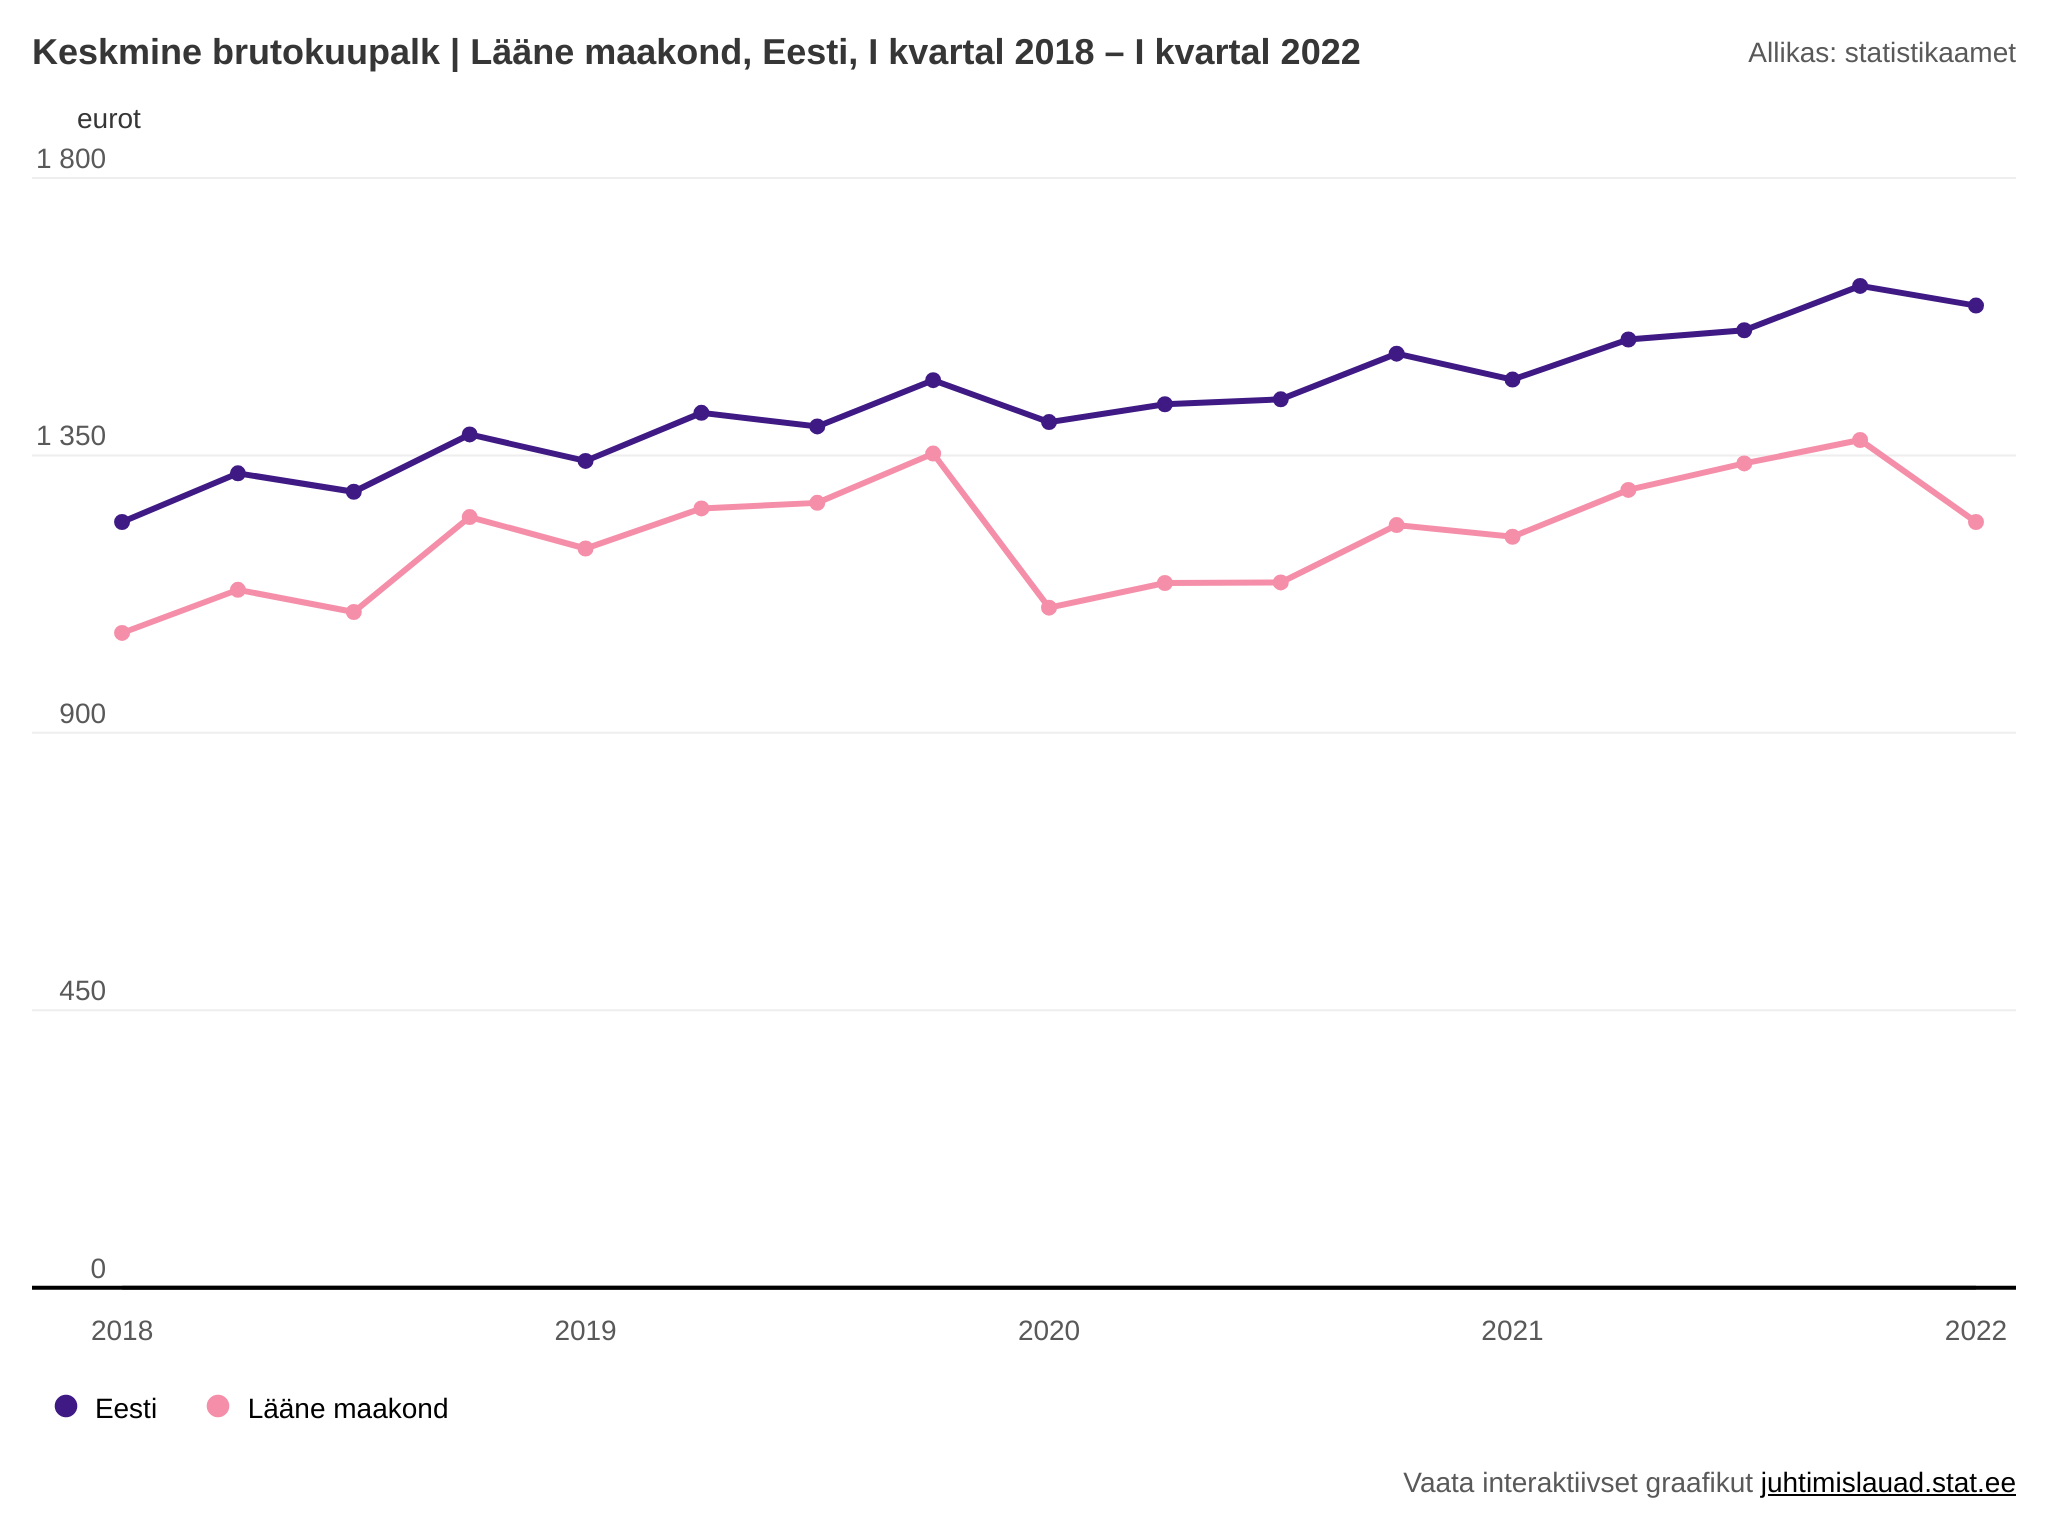 Keskmine brutokuupalk | Lääne maakond, Eesti, I kvartal 2018 – I kvartal 2022
Allikas: statistikaamet
eurot
1 800
1 350
900
450
0
2018 2019 2020 2021 2022
Eesti Lääne maakond
Vaata interaktiivset graafikut juhtimislauad.stat.ee